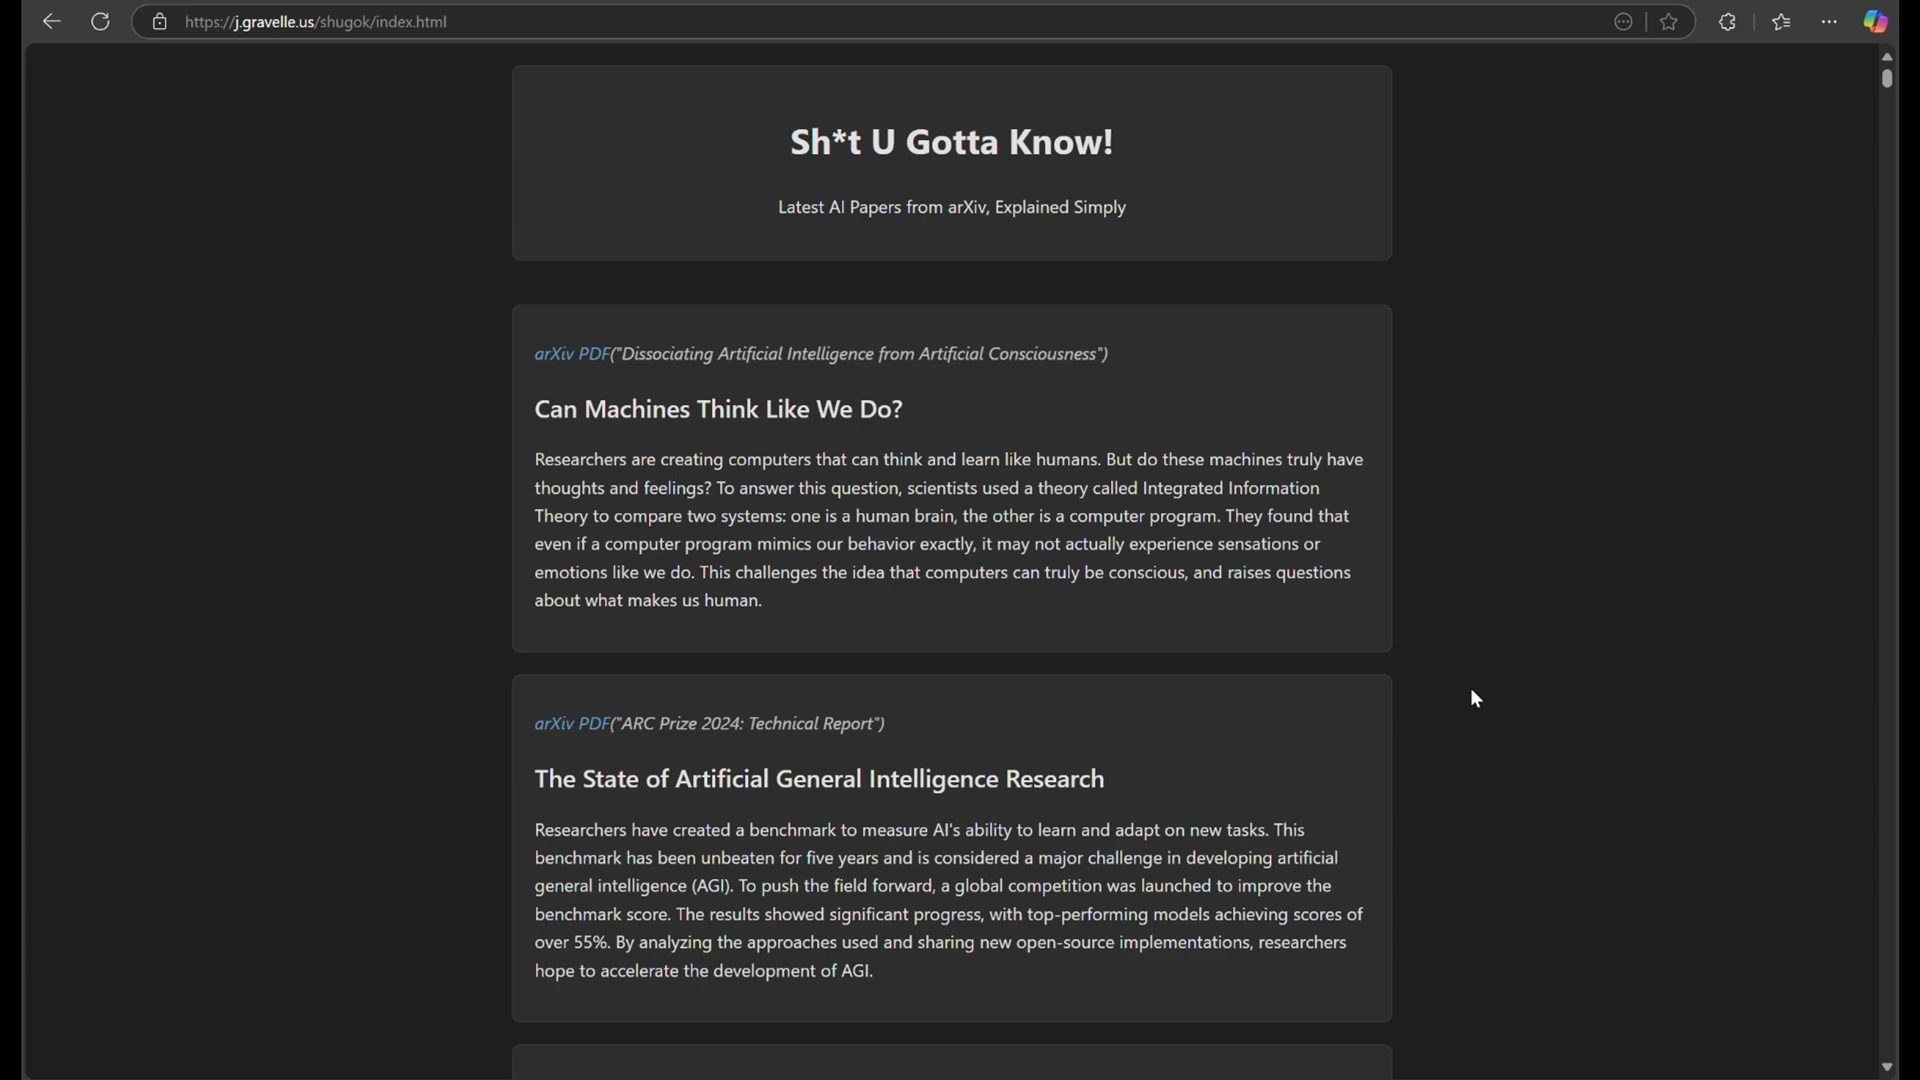 https://j.gravelle.us/shugok/index.html
Sh*t U Gotta Know!
Latest AI Papers from arXiv, Explained Simply
arXiv PDF("Dissociating Artificial Intelligence from Artificial Consciousness")
Can Machines Think Like We Do?
Researchers are creating computers that can think and learn like humans. But do these machines truly have
thoughts and feelings? To answer this question, scientists used a theory called Integrated Information
Theory to compare two systems: one is a human brain, the other is a computer program. They found that
even if a computer program mimics our behavior exactly, it may not actually experience sensations or
emotions like we do. This challenges the idea that computers can truly be conscious, and raises questions
about what makes us human.
arXiv PDF("ARC Prize 2024: Technical Report")
The State of Artificial General Intelligence Research
Researchers have created a benchmark to measure AI's ability to learn and adapt on new tasks. This
benchmark has been unbeaten for five years and is considered a major challenge in developing artificial
general intelligence (AGI). To push the field forward, a global competition was launched to improve the
benchmark score. The results showed significant progress, with top-performing models achieving scores of
over 55%. By analyzing the approaches used and sharing new open-source implementations, researchers
hope to accelerate the development of AGI.